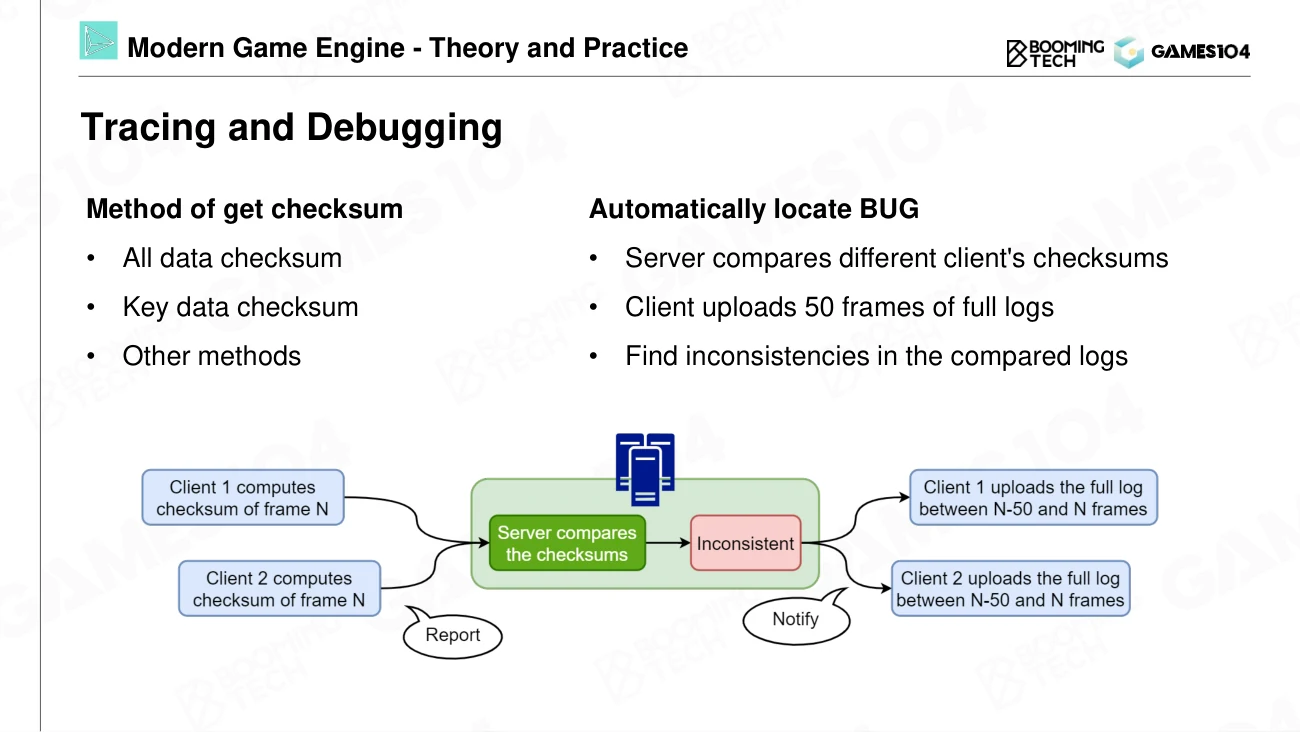 Modern Game Engine - Theory and Practice
BOOMING
TECH
GAMES104
Tracing and Debugging
Method of get checksum
• All data checksum
• Key data checksum
• Other methods
Automatically locate BUG
• Server compares different client's checksums
• Client uploads 50 frames of full logs
• Find inconsistencies in the compared logs
Client 1 computes
checksum of frame N
Client 2 computes
checksum of frame N
Report
Server compares
the checksums
Inconsistent
Notify
Client 1 uploads the full log
between N-50 and N frames
Client 2 uploads the full log
between N-50 and N frames